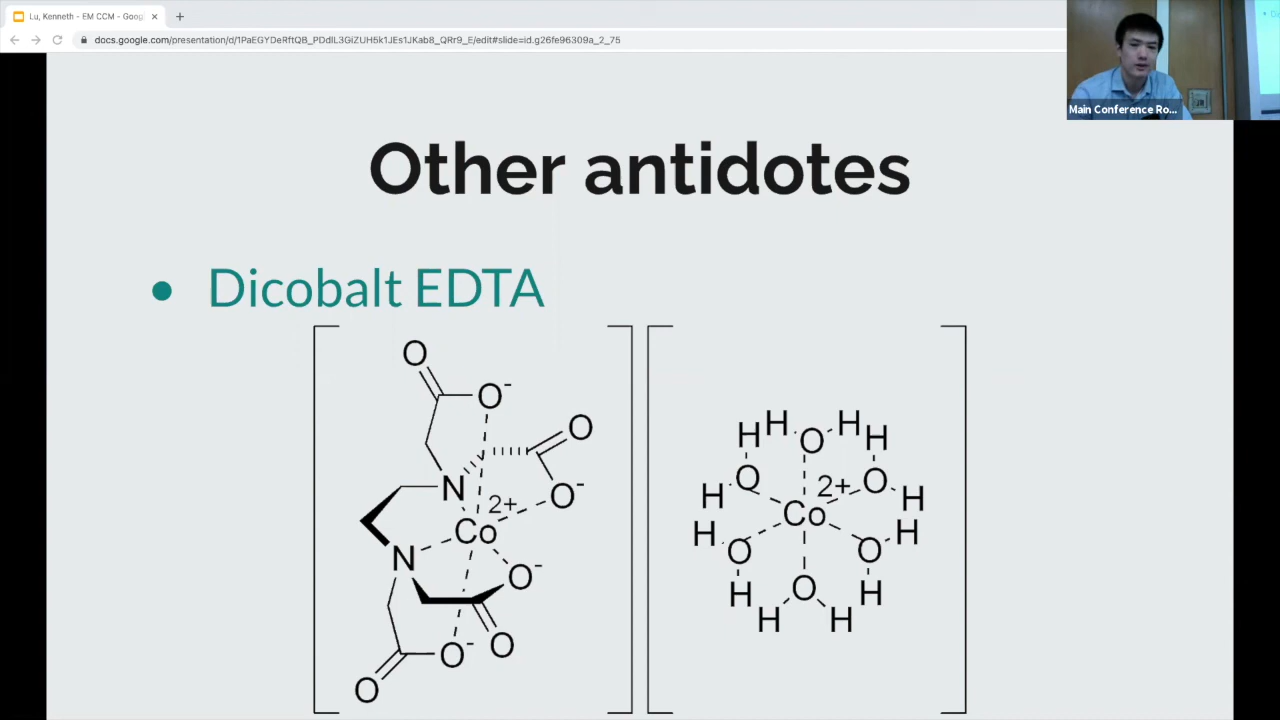 Lu, Kenneth - EM CCM - Goog
docs.google.com/presentation/d/1PaEGYDeRftQB_PDdlL3GiZUH5k1JEs1JKab8_QRr9_E/edit#slide=id.g26fe96309a_2_75
Main Conference Ro...
Other antidotes
• Dicobalt EDTA
O
O-
O
N
2+
O-
Co
N
O-
O-
O
O
H H O H H
H O 2+ O H
Co
H O O H
H O H
H H